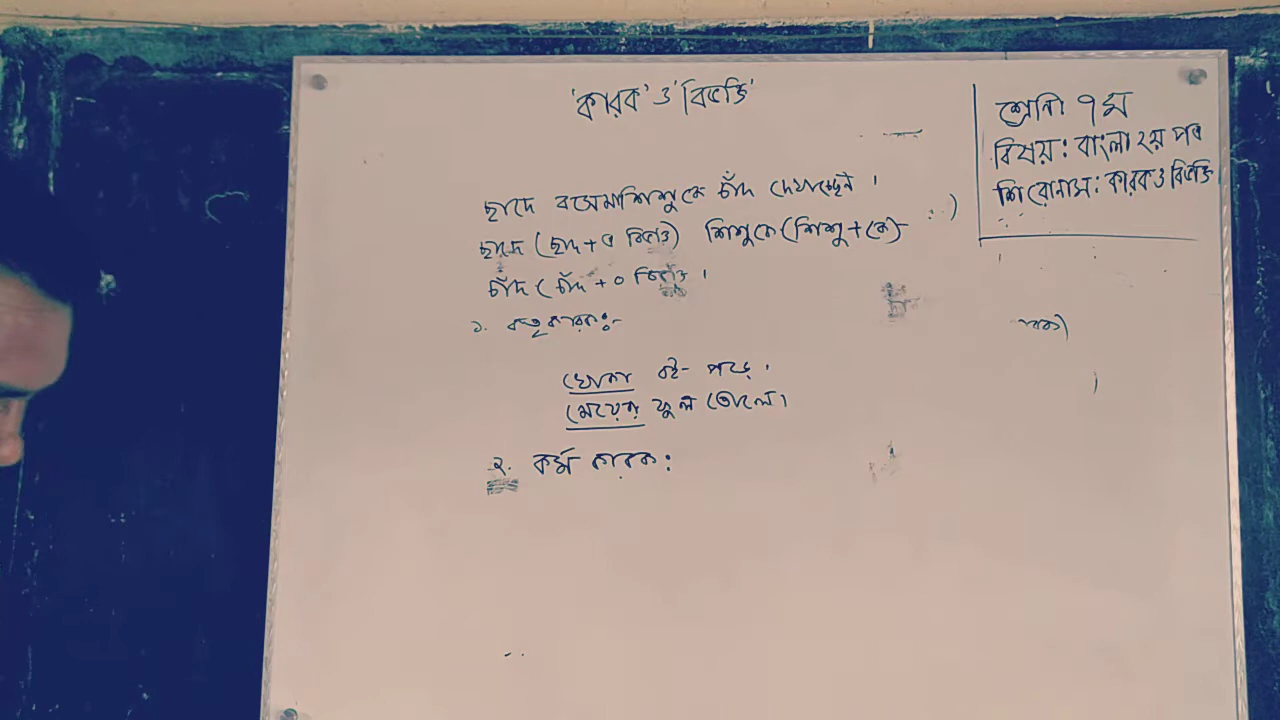 'কারক' ও 'বিভক্তি'
শ্রেণী ৭ম
বিষয়: বাংলা ২য় পত্র
শিরোনাম: কারক ও বিভক্তি
ছাদে বসে মা শিশুকে চাঁদ দেখাচ্ছেন ।
ছাদে (ছাদ + এ বিভক্তি) শিশুকে (শিশু + কে)
চাঁদ (চাঁদ + ০ বিভক্তি ।
১. কর্তৃকারক:-
খোকা বই পড়ে ।
মেয়েরা ফুল তোলে।
২. কর্ম কারক: